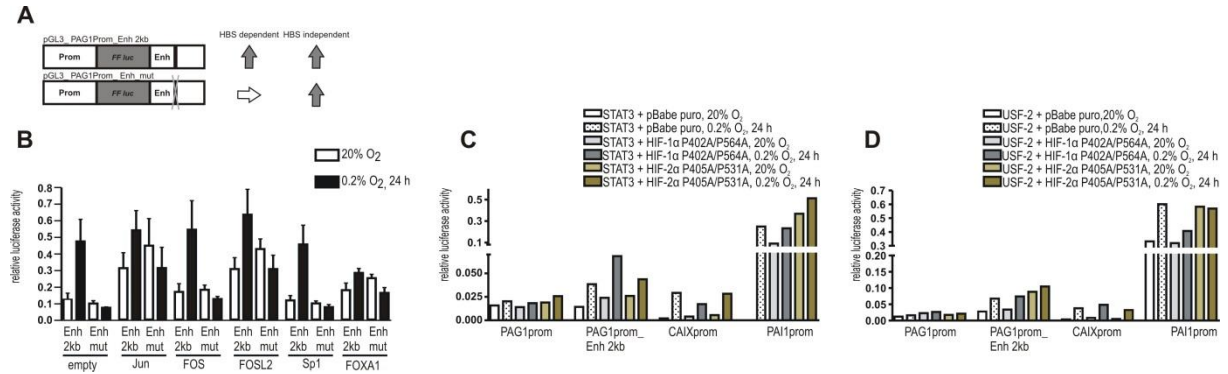 A
pGL3_ PAG1Prom_Enh 2kb
HBS dependent HBS independent
Prom FF luc Enh
pGL3_ PAG1Prom_ Enh_mut
Prom FF luc Enh
B
20% O2
0.2% O2, 24 h
relative luciferase activity
0.8
0.7
0.6
0.5
0.4
0.3
0.2
0.1
0.0
Enh Enh Enh Enh Enh Enh Enh Enh Enh Enh Enh Enh
2kb mut 2kb mut 2kb mut 2kb mut 2kb mut 2kb mut
empty Jun FOS FOSL2 Sp1 FOXA1
C
STAT3 + pBabe puro, 20% O2
STAT3 + pBabe puro, 0.2% O2, 24 h
STAT3 + HIF-1α P402A/P564A, 20% O2
STAT3 + HIF-1α P402A/P564A, 0.2% O2, 24 h
STAT3 + HIF-2α P405A/P531A, 20% O2
STAT3 + HIF-2α P405A/P531A, 0.2% O2, 24 h
relative luciferase activity
0.5
0.3
0.1
0.050
0.025
0.000
PAG1prom PAG1prom_ CAIXprom PAI1prom
Enh 2kb
D
USF-2 + pBabe puro,20% O2
USF-2 + pBabe puro,0.2% O2, 24 h
USF-2 + HIF-1α P402A/P564A, 20% O2
USF-2 + HIF-1α P402A/P564A, 0.2% O2, 24 h
USF-2 + HIF-2α P405A/P531A, 20% O2
USF-2 + HIF-2α P405A/P531A, 0.2% O2, 24 h
relative luciferase activity
0.7
0.6
0.5
0.4
0.3
0.20
0.15
0.10
0.05
0.00
PAG1prom PAG1prom_ CAIXprom PAI1prom
Enh 2kb